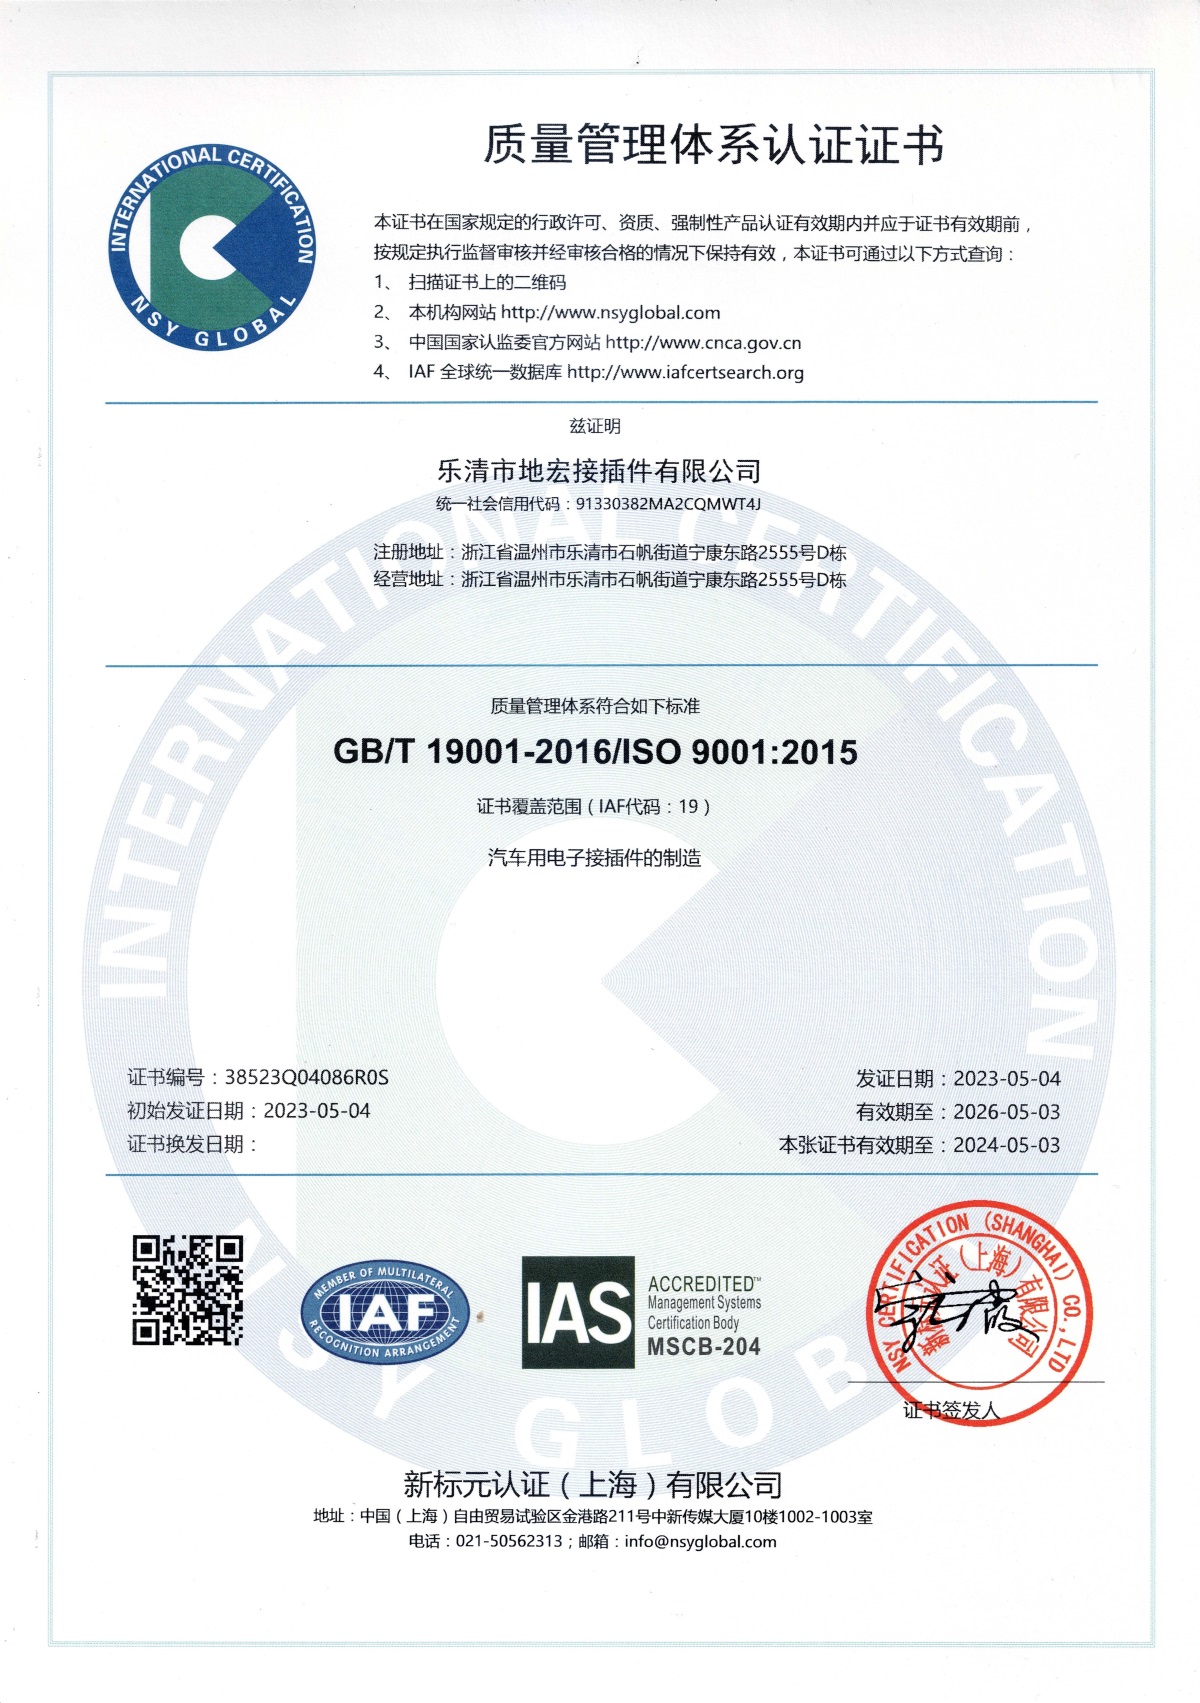 INTERNATIONAL CERTIFICATION
NSY GLOBAL
质量管理体系认证证书
本证书在国家规定的行政许可、资质、强制性产品认证有效期内并应于证书有效期前，
按规定执行监督审核并经审核合格的情况下保持有效，本证书可通过以下方式查询：
1、 扫描证书上的二维码
2、 本机构网站 http://www.nsyglobal.com
3、 中国国家认监委官方网站 http://www.cnca.gov.cn
4、 IAF 全球统一数据库 http://www.iafcertsearch.org
兹证明
乐清市地宏接插件有限公司
统一社会信用代码：91330382MA2CQMWT4J
注册地址：浙江省温州市乐清市石帆街道宁康东路2555号D栋
经营地址：浙江省温州市乐清市石帆街道宁康东路2555号D栋
质量管理体系符合如下标准
GB/T 19001-2016/ISO 9001:2015
证书覆盖范围（IAF代码：19）
汽车用电子接插件的制造
INTERNATIONAL CERTIFICATION
NSY GLOBAL
证书编号：38523Q04086R0S
初始发证日期：2023-05-04
证书换发日期：
发证日期：2023-05-04
有效期至：2026-05-03
本张证书有效期至：2024-05-03
MEMBER OF MULTILATERAL
IAF
RECOGNITION ARRANGEMENT
IAS
ACCREDITED™
Management Systems
Certification Body
MSCB-204
NSY CERTIFICATION (SHANGHAI) CO.,LTD
新标元认证（上海）有限公司
证书签发人
新标元认证（上海）有限公司
地址：中国（上海）自由贸易试验区金港路211号中新传媒大厦10楼1002-1003室
电话：021-50562313；邮箱：info@nsyglobal.com